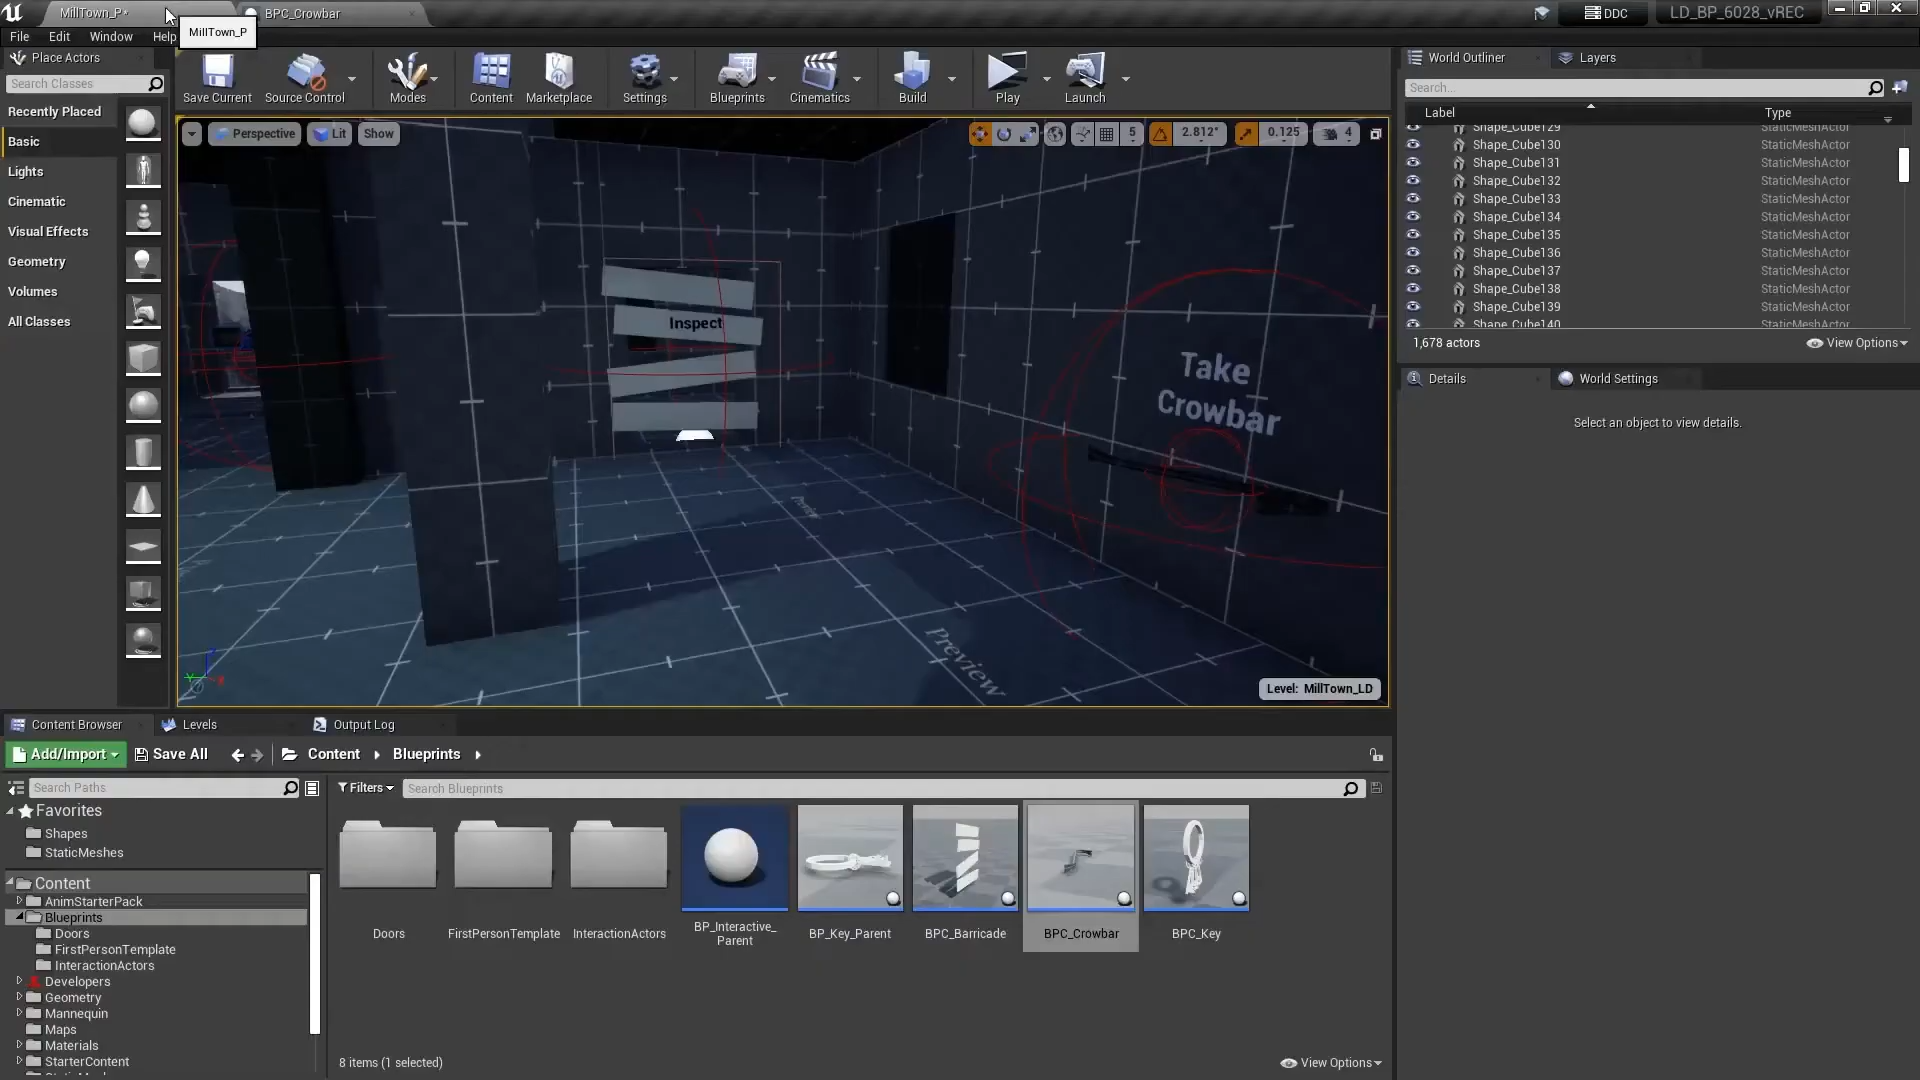 MillTown_P*
BPC_Crowbar
DDC
LD_BP_6028_vREC
File Edit Window Help
MillTown_P
Place Actors
Search Classes
Recently Placed
Basic
Lights
Cinematic
Visual Effects
Geometry
Volumes
All Classes
Save Current
Source Control
Modes
Content
Marketplace
Settings
Blueprints
Cinematics
Build
Play
Launch
Perspective
Lit
Show
5
2.812°
0.125
4
Inspect
Take
Crowbar
Preview
Level: MillTown_LD
World Outliner
Layers
Search...
Label Type
Shape_Cube129 StaticMeshActor
Shape_Cube130 StaticMeshActor
Shape_Cube131 StaticMeshActor
Shape_Cube132 StaticMeshActor
Shape_Cube133 StaticMeshActor
Shape_Cube134 StaticMeshActor
Shape_Cube135 StaticMeshActor
Shape_Cube136 StaticMeshActor
Shape_Cube137 StaticMeshActor
Shape_Cube138 StaticMeshActor
Shape_Cube139 StaticMeshActor
Shape_Cube140 StaticMeshActor
1,678 actors
View Options
Details
World Settings
Select an object to view details.
Content Browser
Levels
Output Log
Add/Import
Save All
Content
Blueprints
Search Paths
Filters
Search Blueprints
Favorites
Shapes
StaticMeshes
Content
AnimStarterPack
Blueprints
Doors
FirstPersonTemplate
InteractionActors
Developers
Geometry
Mannequin
Maps
Materials
StarterContent
Doors
FirstPersonTemplate
InteractionActors
BP_Interactive_
Parent
BP_Key_Parent
BPC_Barricade
BPC_Crowbar
BPC_Key
8 items (1 selected)
View Options